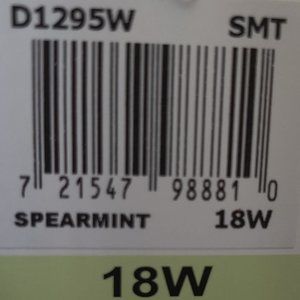 D1295W SMT
7 21547 98881 0
SPEARMINT 18W
18W